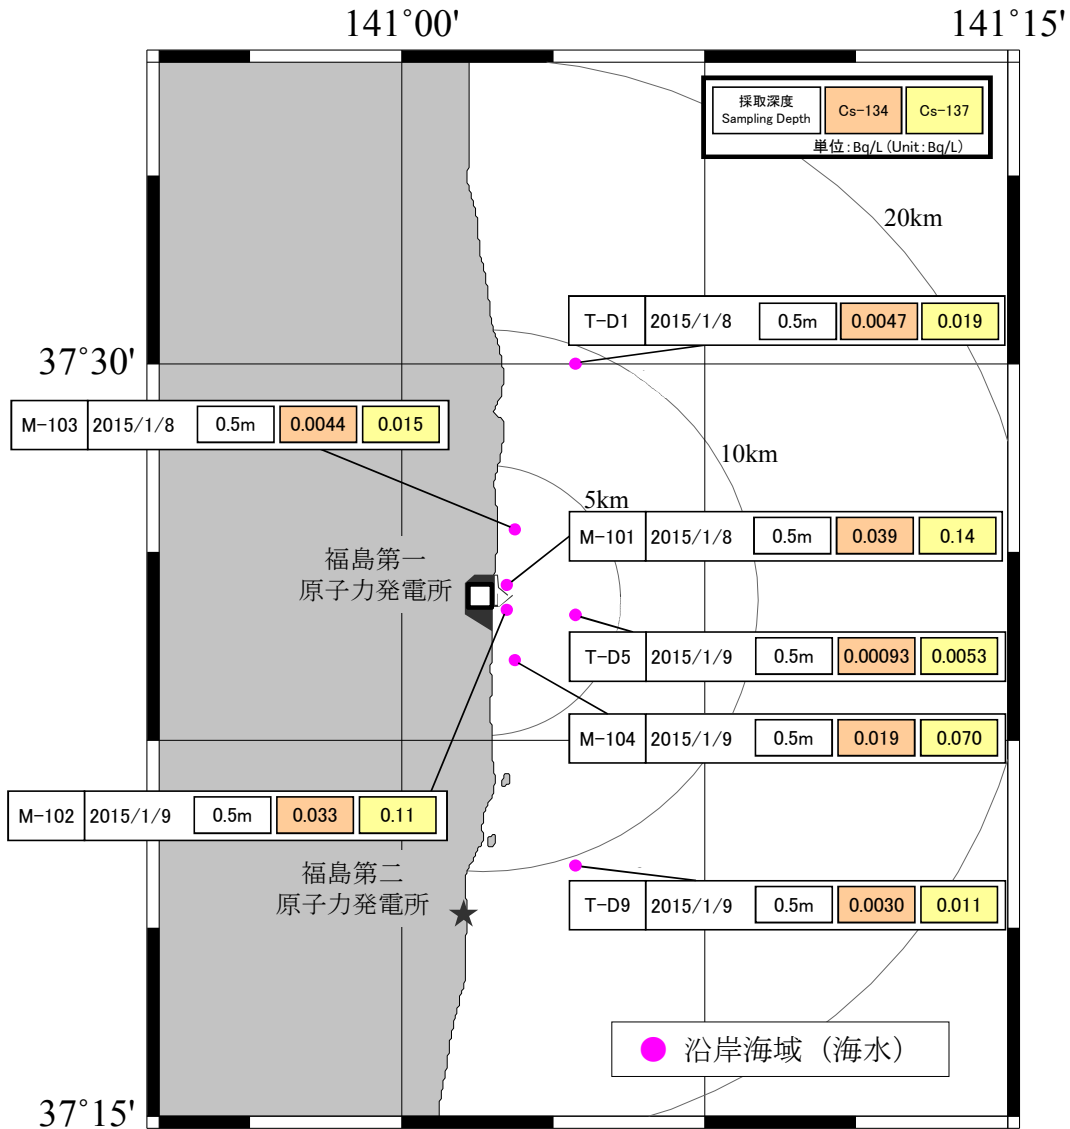 141°00' 141°15'
採取深度 Cs-134 Cs-137
Sampling Depth
単位:Bq/L (Unit:Bq/L)
20km
T-D1 2015/1/8 0.5m 0.0047 0.019
37°30'
M-103 2015/1/8 0.5m 0.0044 0.015
10km
5km
M-101 2015/1/8 0.5m 0.039 0.14
福島第一
原子力発電所
T-D5 2015/1/9 0.5m 0.00093 0.0053
M-104 2015/1/9 0.5m 0.019 0.070
M-102 2015/1/9 0.5m 0.033 0.11
福島第二
原子力発電所
T-D9 2015/1/9 0.5m 0.0030 0.011
沿岸海域（海水）
37°15'